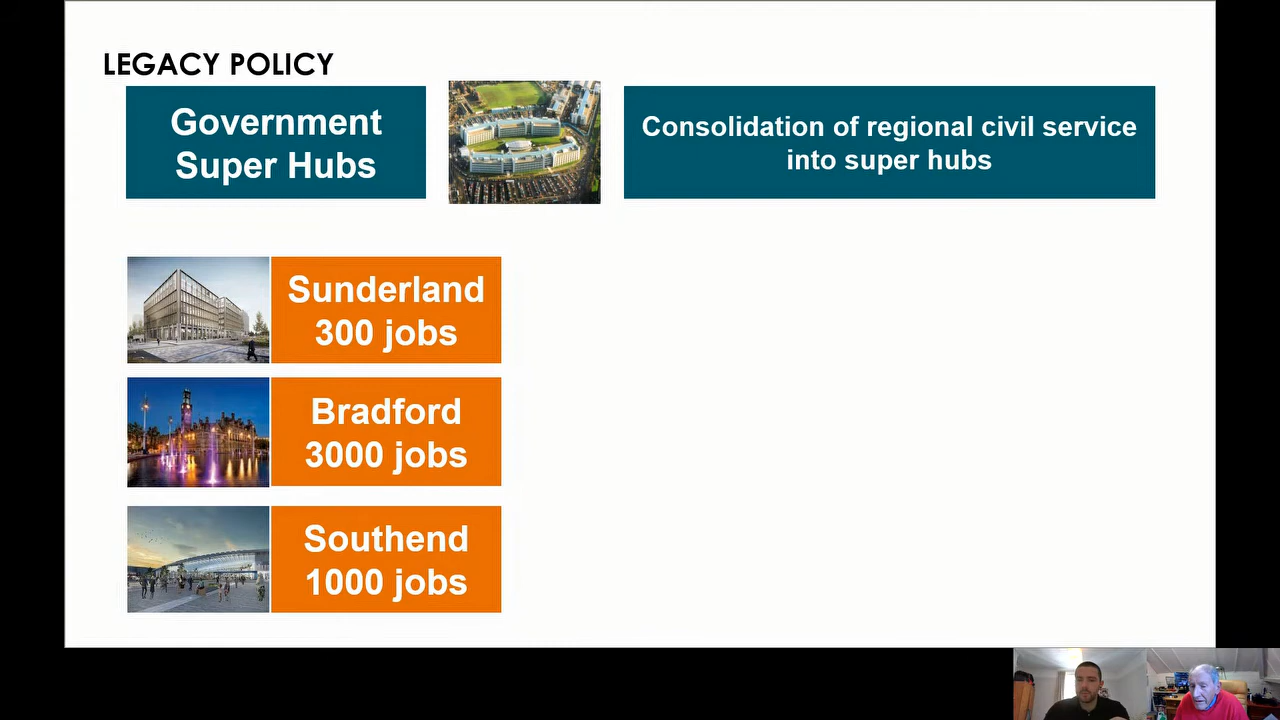 LEGACY POLICY
Government
Super Hubs
Consolidation of regional civil service
into super hubs
Sunderland
300 jobs
Bradford
3000 jobs
Southend
1000 jobs